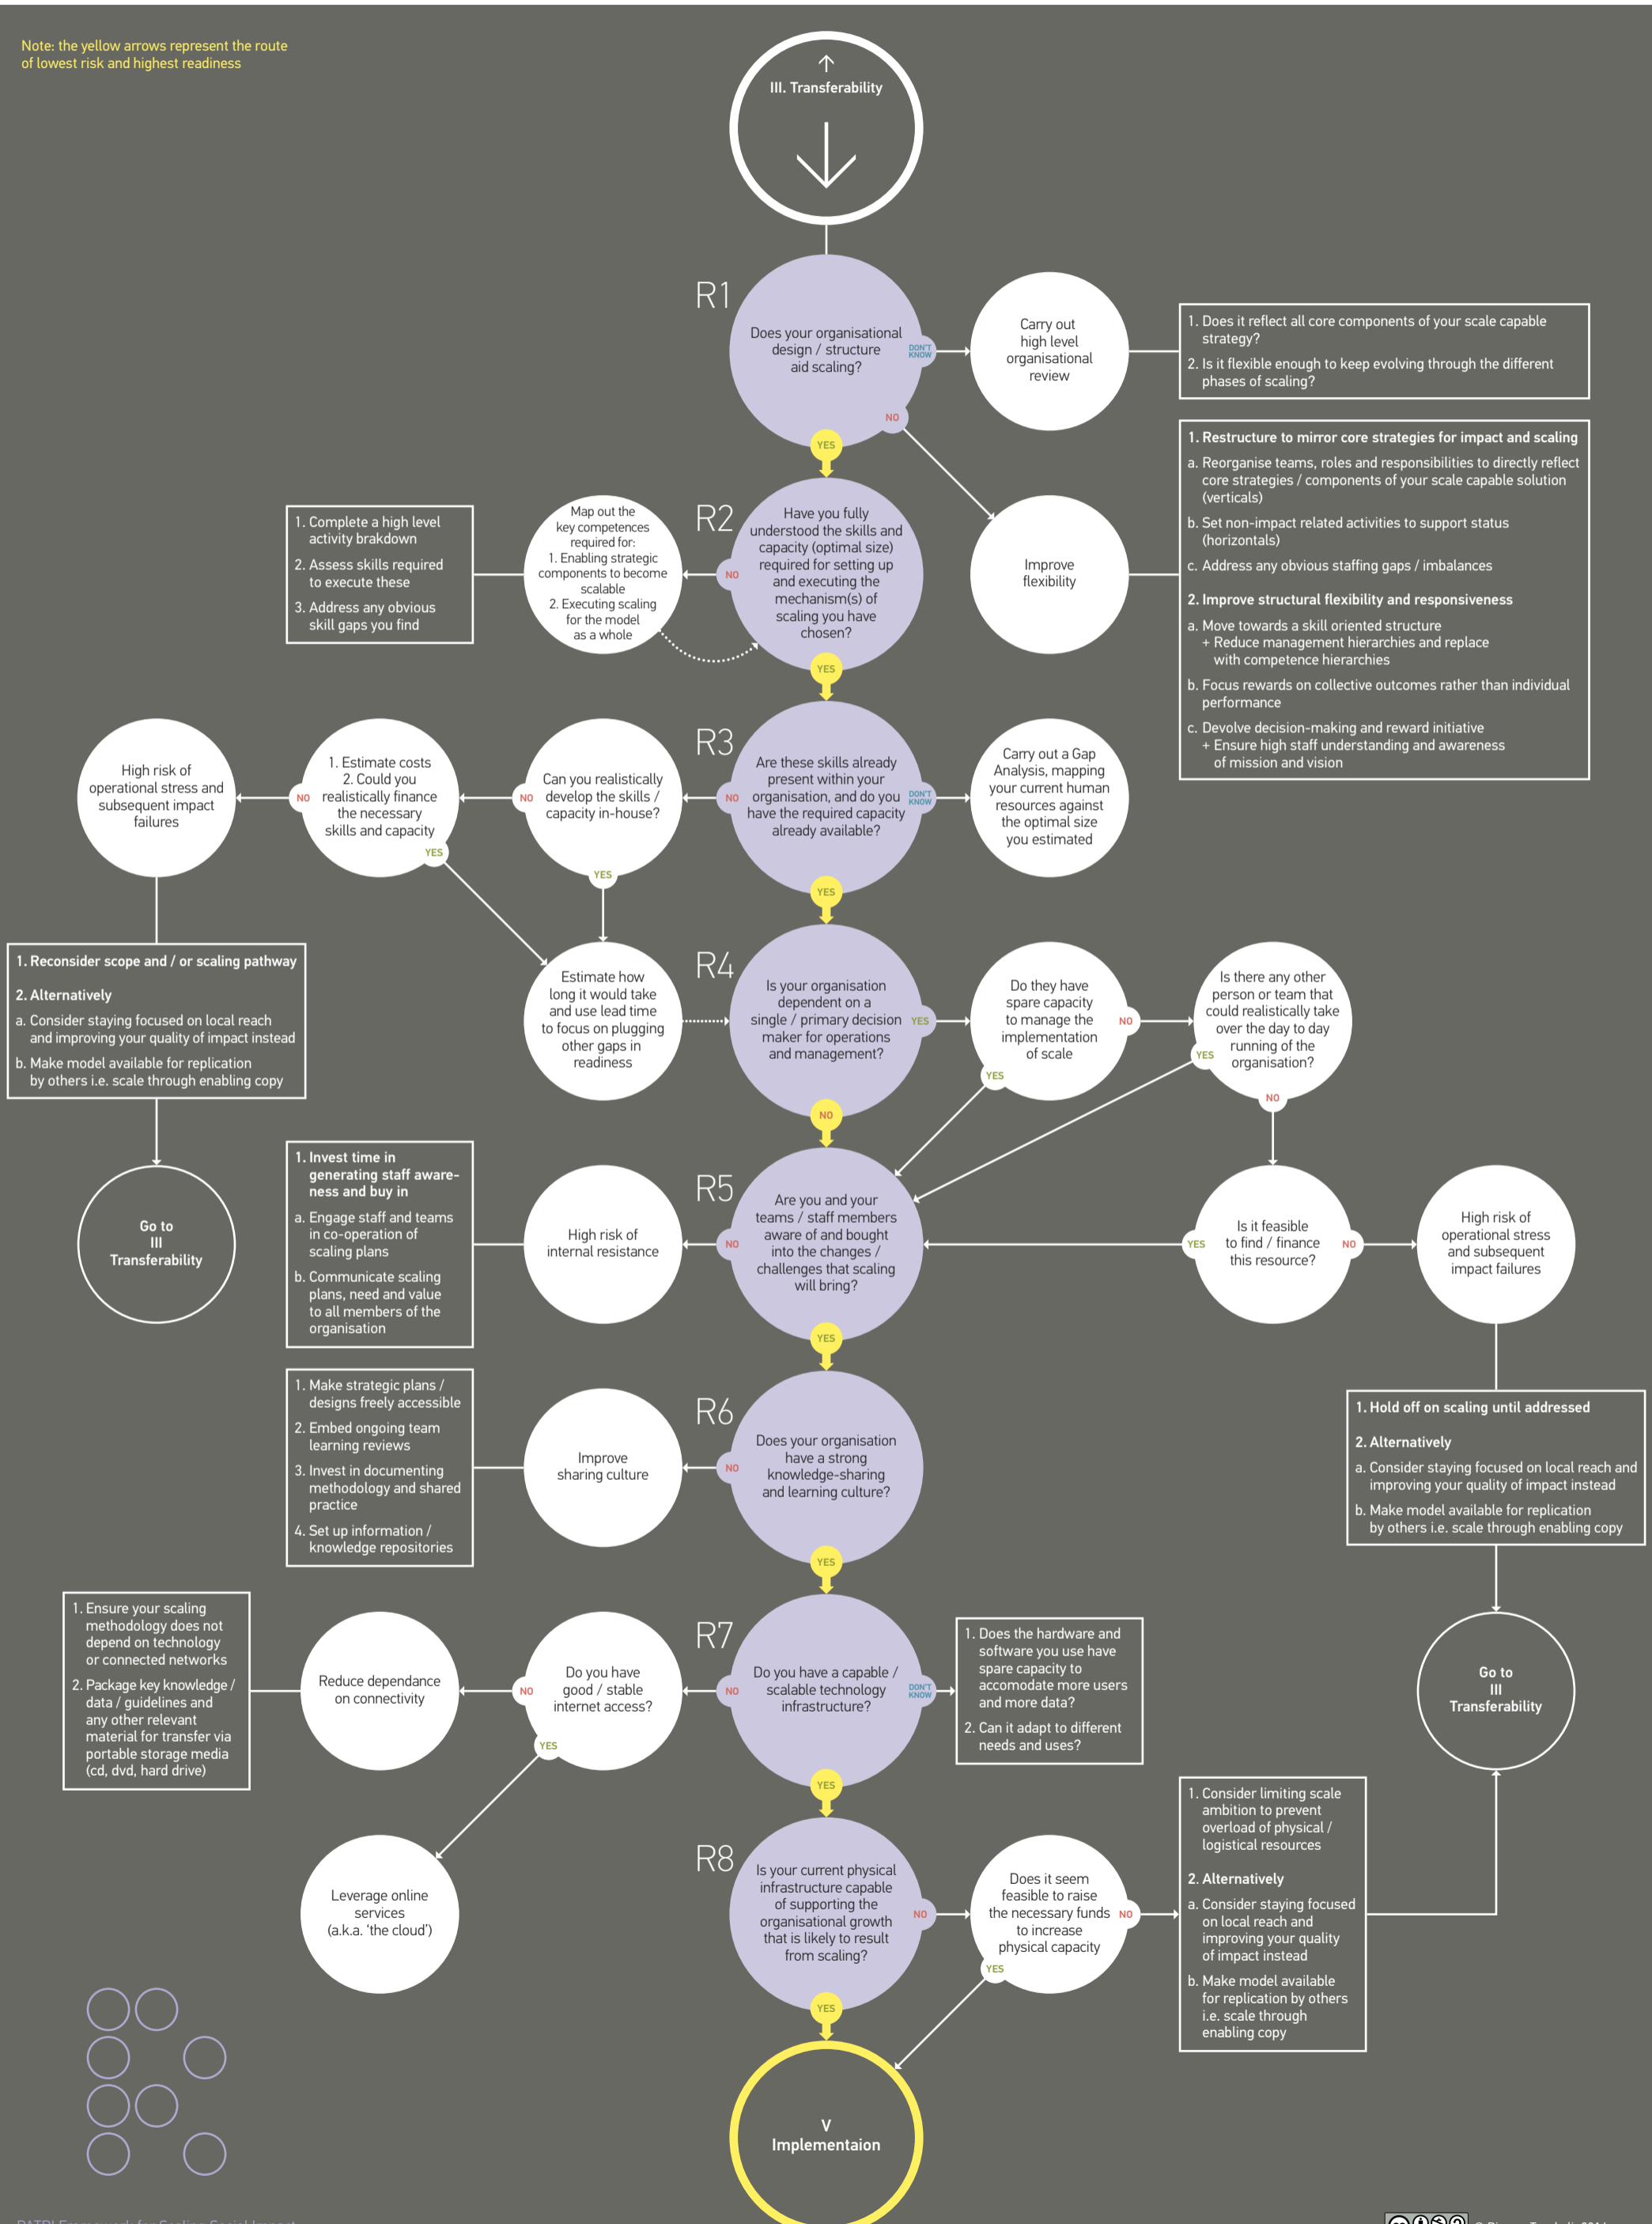 Note: the yellow arrows represent the route
of lowest risk and highest readiness
III. Transferability
R1
Does your organisational
design / structure
aid scaling?
DON'T
KNOW
NO
YES
Carry out
high level
organisational
review
1. Does it reflect all core components of your scale capable
strategy?
2. Is it flexible enough to keep evolving through the different
phases of scaling?
Improve
flexibility
1. Restructure to mirror core strategies for impact and scaling
a. Reorganise teams, roles and responsibilities to directly reflect
core strategies / components of your scale capable solution
(verticals)
b. Set non-impact related activities to support status
(horizontals)
c. Address any obvious staffing gaps / imbalances
2. Improve structural flexibility and responsiveness
a. Move towards a skill oriented structure
+ Reduce management hierarchies and replace
with competence hierarchies
b. Focus rewards on collective outcomes rather than individual
performance
c. Devolve decision-making and reward initiative
+ Ensure high staff understanding and awareness
of mission and vision
R2
Have you fully
understood the skills and
capacity (optimal size)
required for setting up
and executing the
mechanism(s) of
scaling you have
chosen?
NO
YES
Map out the
key competences
required for:
1. Enabling strategic
components to become
scalable
2. Executing scaling
for the model
as a whole
1. Complete a high level
activity brakdown
2. Assess skills required
to execute these
3. Address any obvious
skill gaps you find
R3
Are these skills already
present within your
organisation, and do you
have the required capacity
already available?
NO
DON'T
KNOW
YES
Carry out a Gap
Analysis, mapping
your current human
resources against
the optimal size
you estimated
Can you realistically
develop the skills /
capacity in-house?
NO
YES
1. Estimate costs
2. Could you
realistically finance
the necessary
skills and capacity
NO
YES
High risk of
operational stress and
subsequent impact
failures
1. Reconsider scope and / or scaling pathway
2. Alternatively
a. Consider staying focused on local reach
and improving your quality of impact instead
b. Make model available for replication
by others i.e. scale through enabling copy
Go to
III
Transferability
Estimate how
long it would take
and use lead time
to focus on plugging
other gaps in
readiness
R4
Is your organisation
dependent on a
single / primary decision
maker for operations
and management?
YES
NO
Do they have
spare capacity
to manage the
implementation
of scale
NO
YES
Is there any other
person or team that
could realistically take
over the day to day
running of the
organisation?
YES
NO
Is it feasible
to find / finance
this resource?
YES
NO
High risk of
operational stress
and subsequent
impact failures
1. Hold off on scaling until addressed
2. Alternatively
a. Consider staying focused on local reach and
improving your quality of impact instead
b. Make model available for replication
by others i.e. scale through enabling copy
Go to
III
Transferability
R5
Are you and your
teams / staff members
aware of and bought
into the changes /
challenges that scaling
will bring?
NO
YES
High risk of
internal resistance
1. Invest time in
generating staff aware-
ness and buy in
a. Engage staff and teams
in co-operation of
scaling plans
b. Communicate scaling
plans, need and value
to all members of the
organisation
R6
Does your organisation
have a strong
knowledge-sharing
and learning culture?
NO
YES
Improve
sharing culture
1. Make strategic plans /
designs freely accessible
2. Embed ongoing team
learning reviews
3. Invest in documenting
methodology and shared
practice
4. Set up information /
knowledge repositories
R7
Do you have a capable /
scalable technology
infrastructure?
NO
DON'T
KNOW
YES
1. Does the hardware and
software you use have
spare capacity to
accomodate more users
and more data?
2. Can it adapt to different
needs and uses?
Do you have
good / stable
internet access?
NO
YES
Reduce dependance
on connectivity
1. Ensure your scaling
methodology does not
depend on technology
or connected networks
2. Package key knowledge /
data / guidelines and
any other relevant
material for transfer via
portable storage media
(cd, dvd, hard drive)
Leverage online
services
(a.k.a. 'the cloud')
R8
Is your current physical
infrastructure capable
of supporting the
organisational growth
that is likely to result
from scaling?
NO
YES
Does it seem
feasible to raise
the necessary funds
to increase
physical capacity
NO
YES
1. Consider limiting scale
ambition to prevent
overload of physical /
logistical resources
2. Alternatively
a. Consider staying focused
on local reach and
improving your quality
of impact instead
b. Make model available
for replication by others
i.e. scale through
enabling copy
V
Implementaion